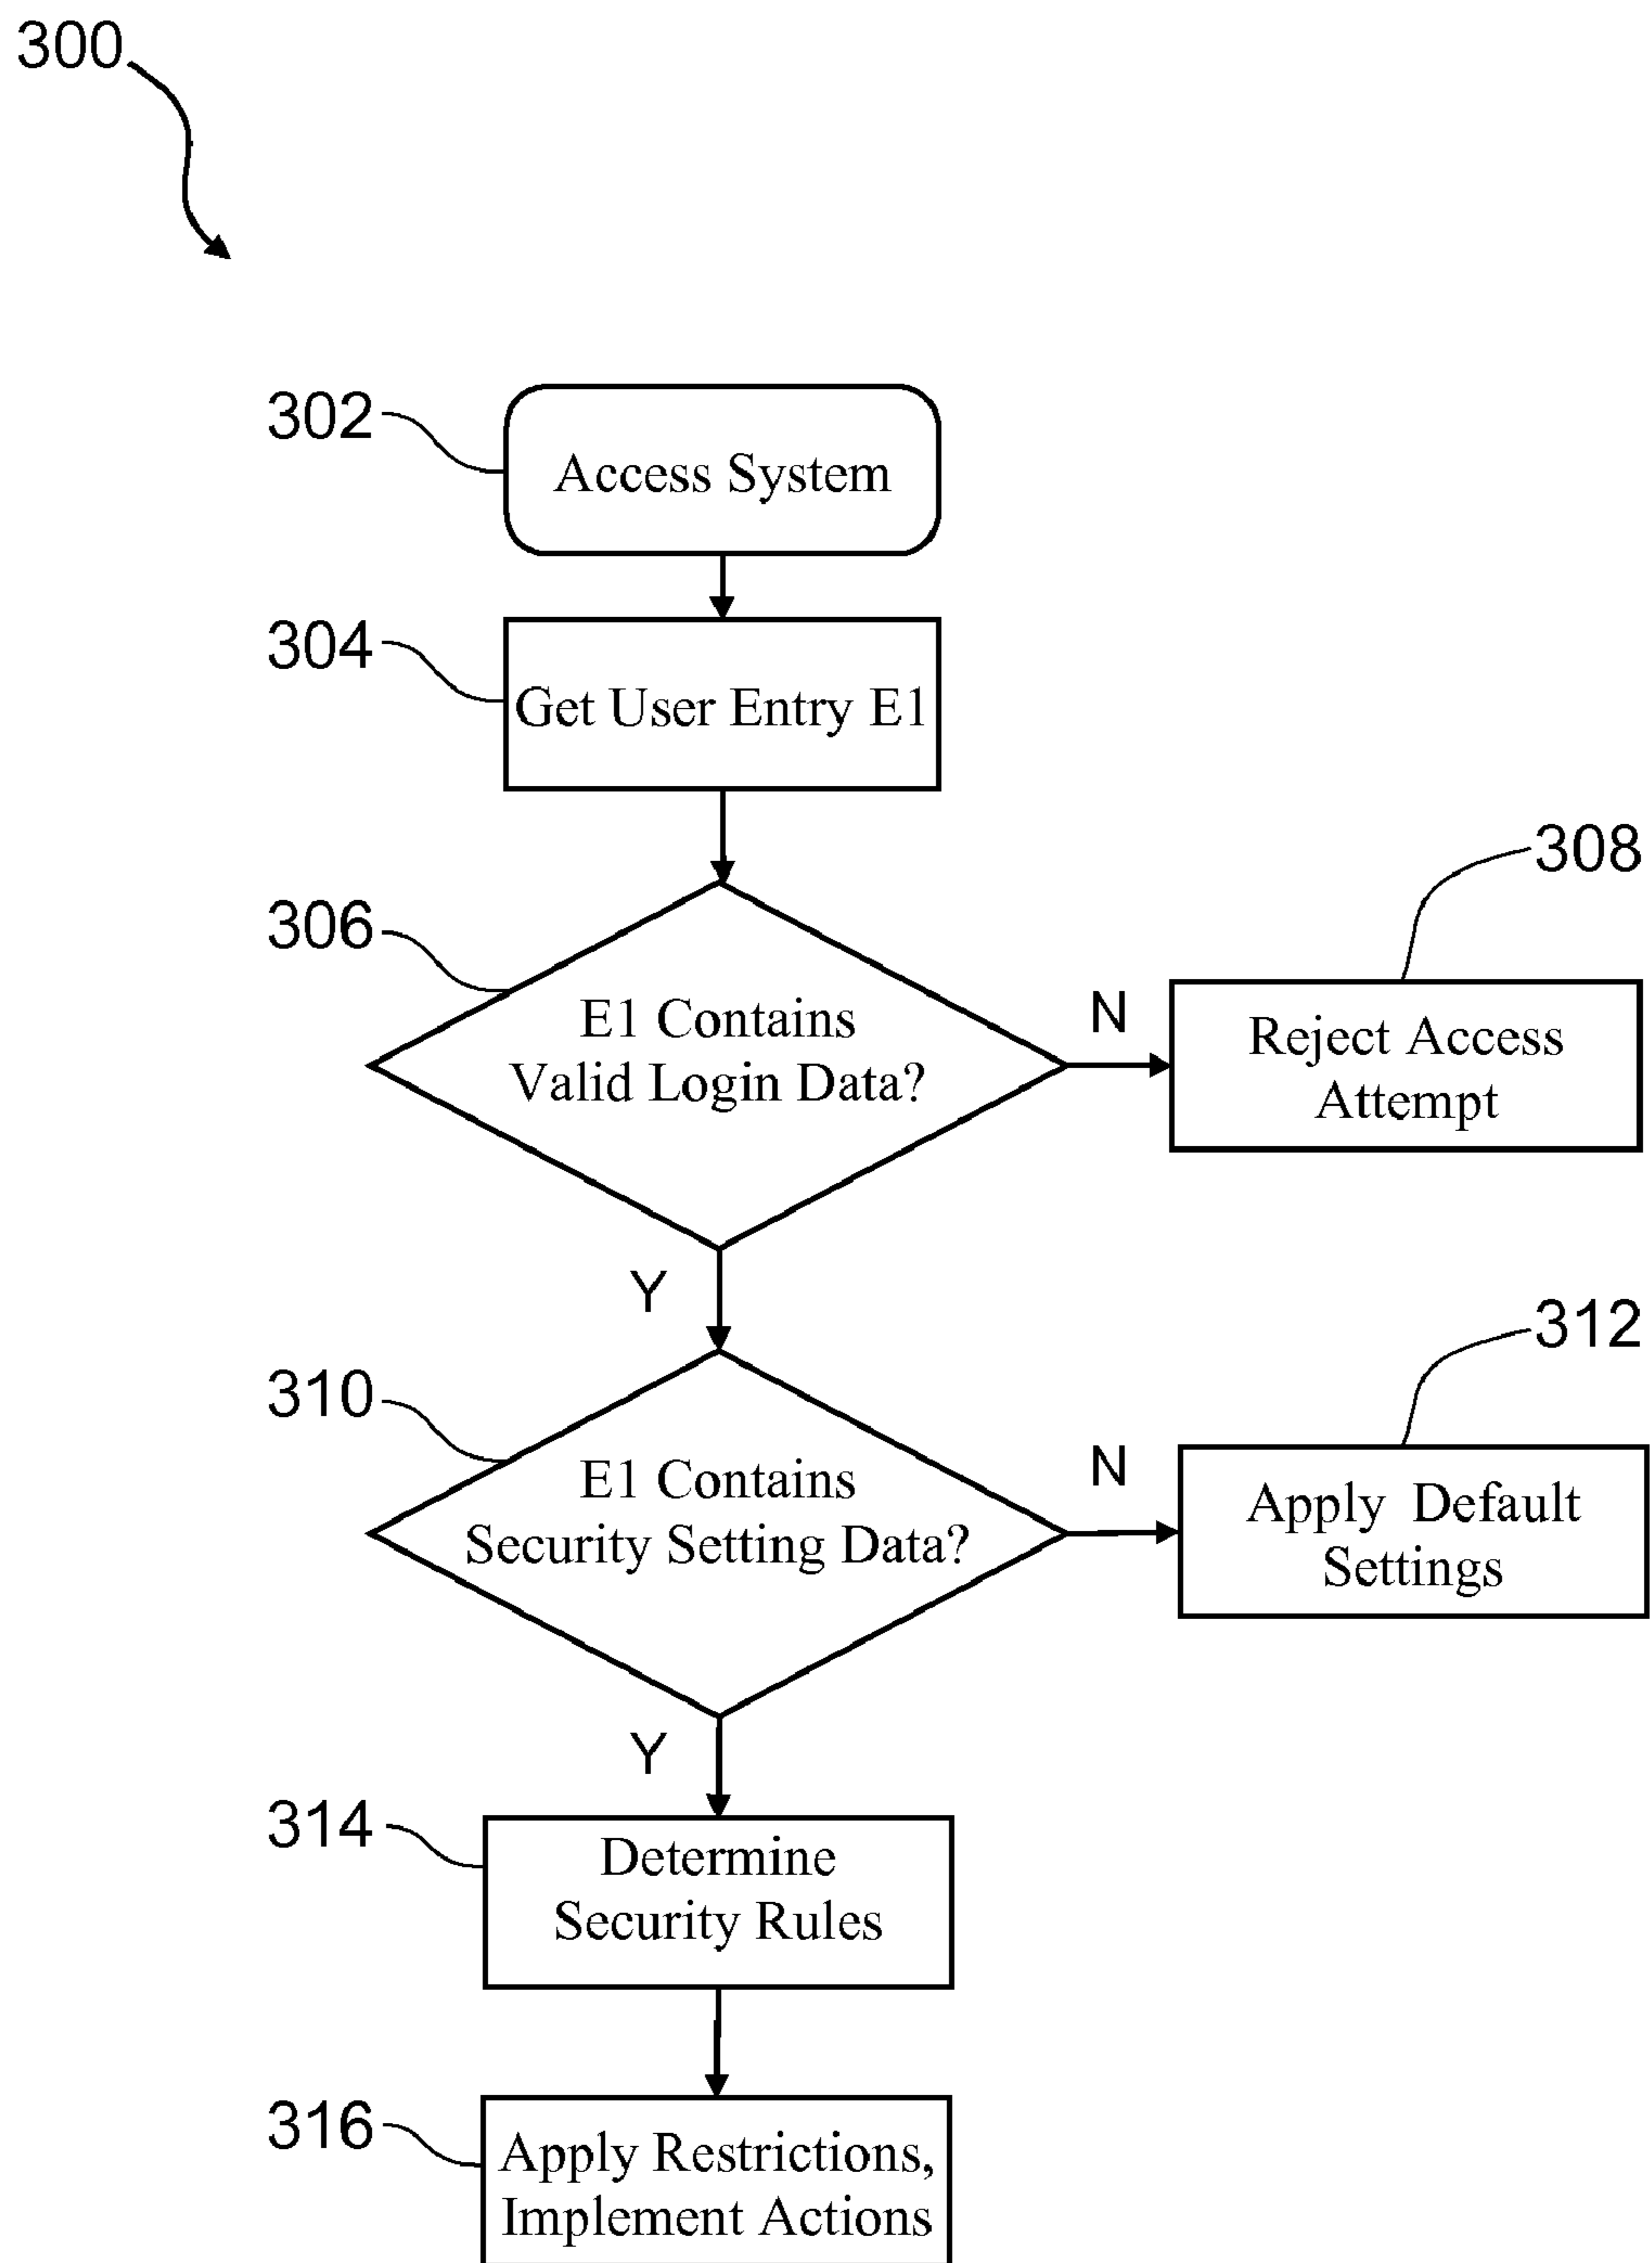 300
302
Access System
304
Get User Entry E1
306
E1 Contains
Valid Login Data?
N
308
Reject Access
Attempt
Y
310
E1 Contains
Security Setting Data?
N
312
Apply Default
Settings
Y
314
Determine
Security Rules
316
Apply Restrictions,
Implement Actions